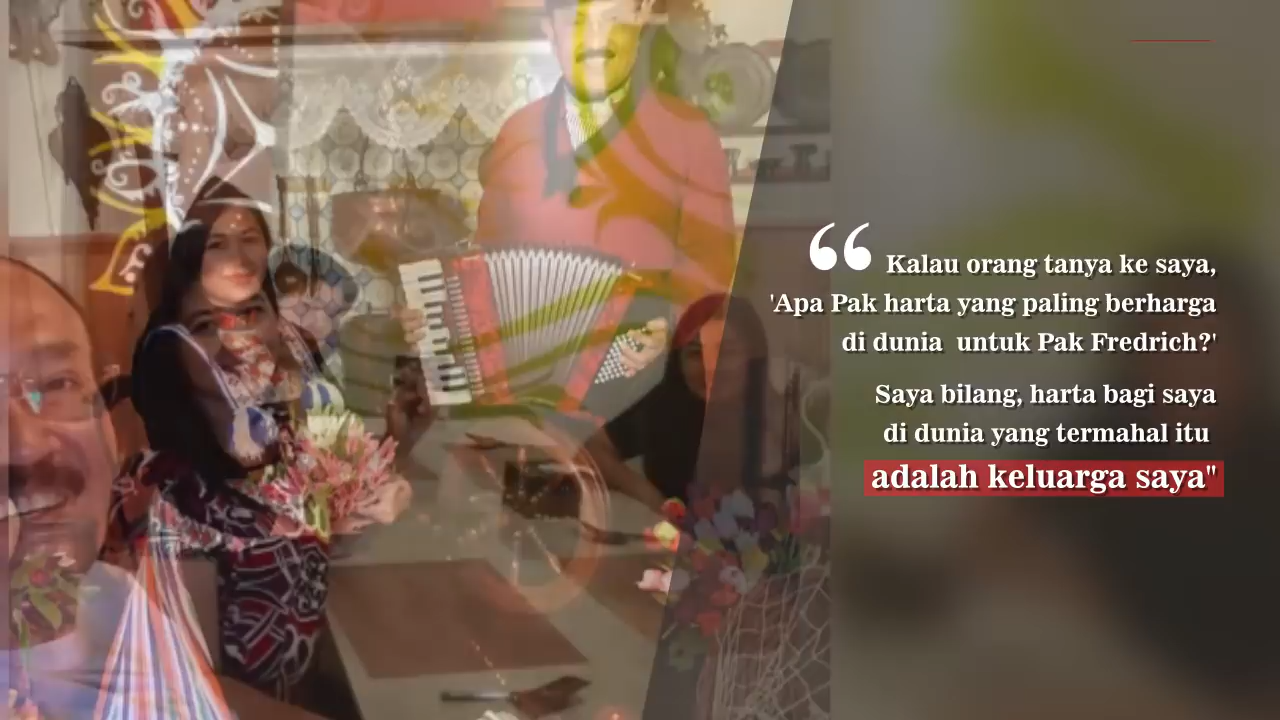 “ Kalau orang tanya ke saya,
'Apa Pak harta yang paling berharga
di dunia untuk Pak Fredrich?'
Saya bilang, harta bagi saya
di dunia yang termahal itu
adalah keluarga saya"